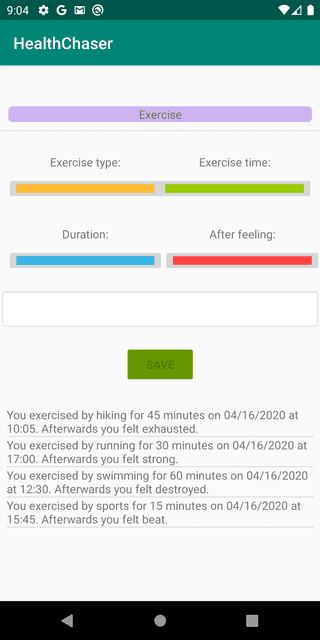 9:04
HealthChaser
Exercise
Exercise type:
Exercise time:
Duration:
After feeling:
SAVE
You exercised by hiking for 45 minutes on 04/16/2020 at
10:05. Afterwards you felt exhausted.
You exercised by running for 30 minutes on 04/16/2020 at
17:00. Afterwards you felt strong.
You exercised by swimming for 60 minutes on 04/16/2020
at 12:30. Afterwards you felt destroyed.
You exercised by sports for 15 minutes on 04/16/2020 at
15:45. Afterwards you felt beat.